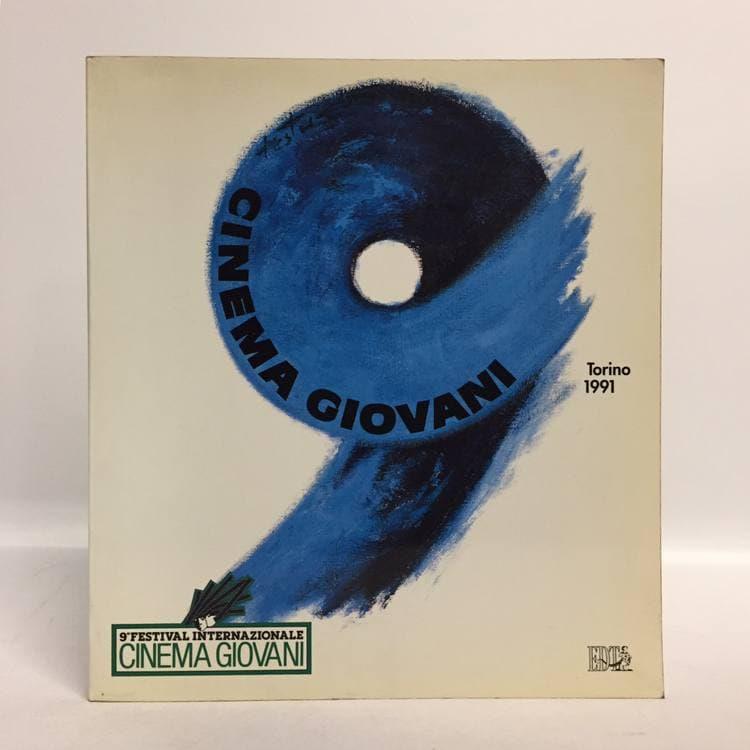 CINEMA GIOVANI
Torino
1991
9° FESTIVAL INTERNAZIONALE
CINEMA GIOVANI
EDT